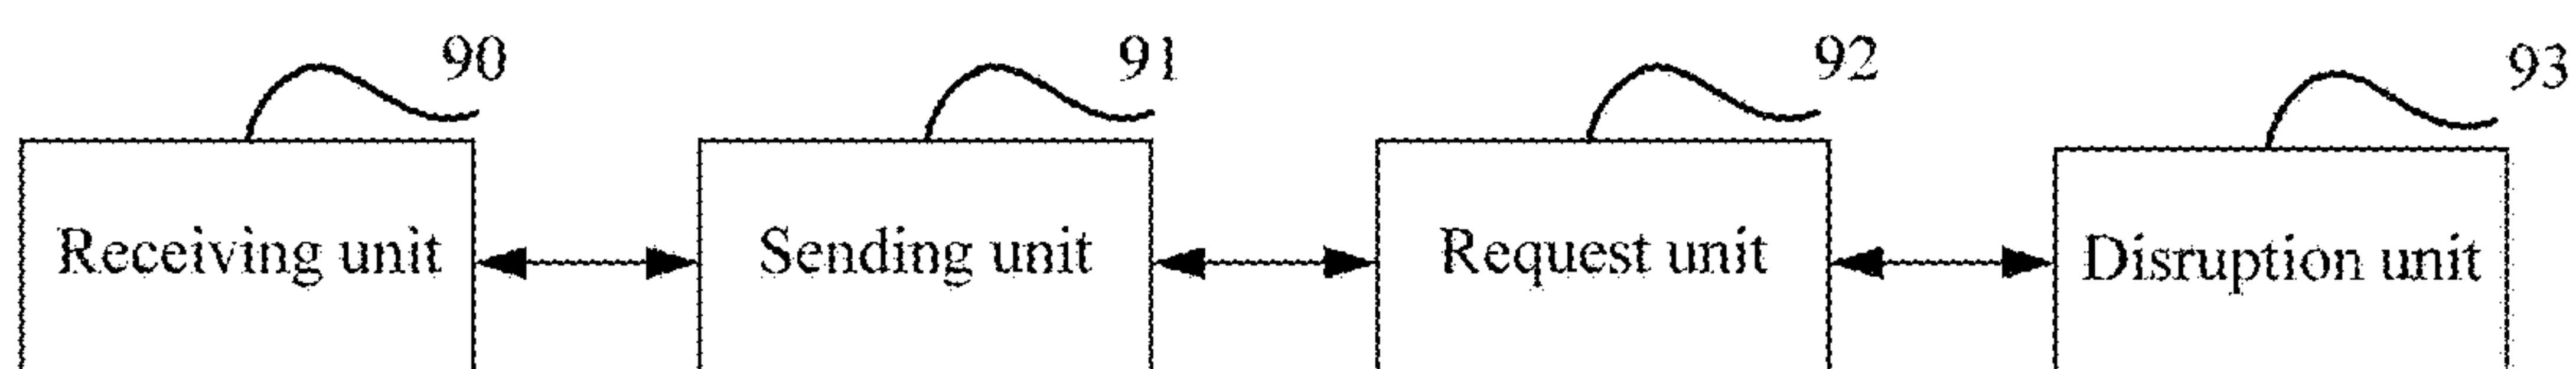 90 91 92 93
Receiving unit Sending unit Request unit Disruption unit